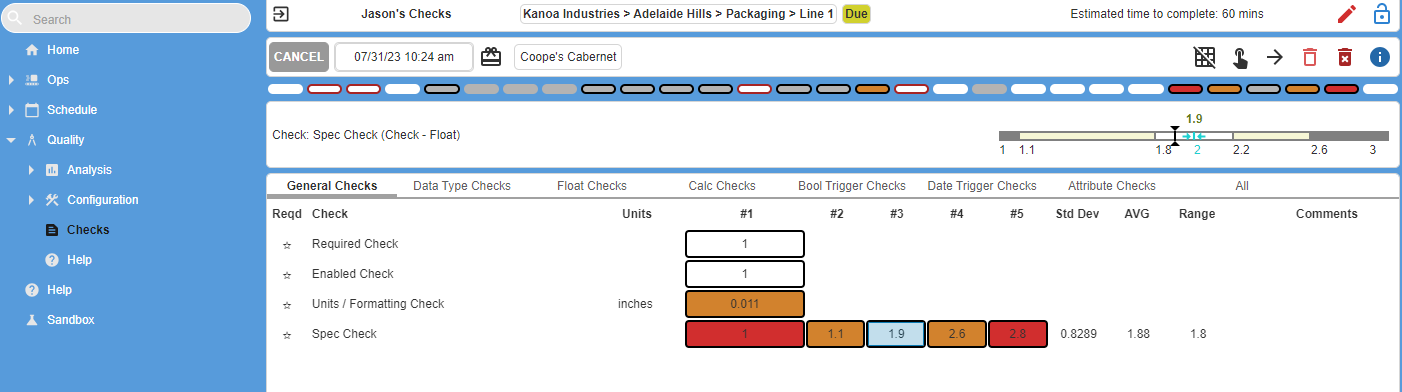 Search
Home
Ops
Schedule
Quality
Analysis
Configuration
Checks
Help
Help
Sandbox
Jason's Checks
Kanoa Industries > Adelaide Hills > Packaging > Line 1
Due
Estimated time to complete: 60 mins
CANCEL
07/31/23 10:24 am
Coope's Cabernet
Check: Spec Check (Check - Float)
1.9
1 1.1 1.8 2 2.2 2.6 3
General Checks Data Type Checks Float Checks Calc Checks Bool Trigger Checks Date Trigger Checks Attribute Checks All
Reqd Check Units #1 #2 #3 #4 #5 Std Dev AVG Range Comments
Required Check 1
Enabled Check 1
Units / Formatting Check inches 0.011
Spec Check 1 1.1 1.9 2.6 2.8 0.8289 1.88 1.8